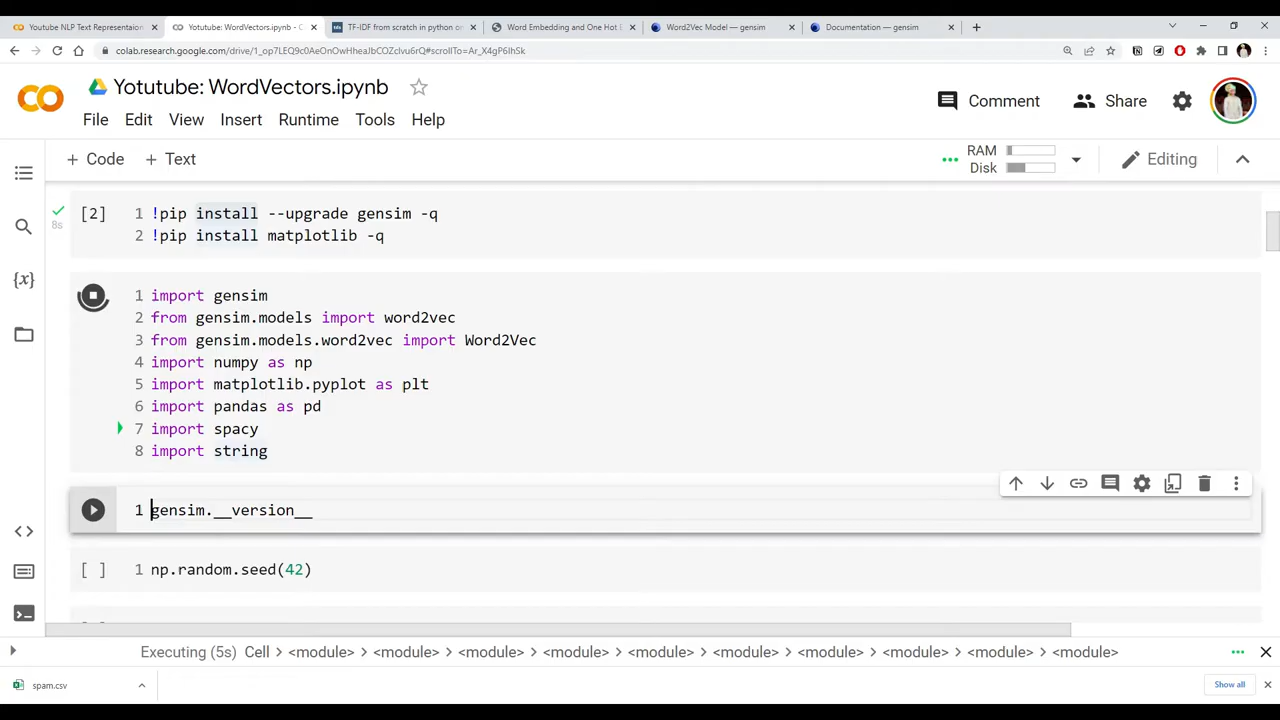 Youtube NLP Text Representation
Yotutube: WordVectors.ipynb - C
TF-IDF from scratch in python or
Word Embedding and One Hot E
Word2Vec Model — gensim
Documentation — gensim
colab.research.google.com/drive/1_op7LEQ9c0AeOnOwHheaJbCOZcIvu6rQ#scrollTo=Ar_X4gP6IhSk
Yotutube: WordVectors.ipynb
File Edit View Insert Runtime Tools Help
Comment Share
+ Code + Text
RAM
Disk
Editing
[2]
8s
1 !pip install --upgrade gensim -q
2 !pip install matplotlib -q
1 import gensim
2 from gensim.models import word2vec
3 from gensim.models.word2vec import Word2Vec
4 import numpy as np
5 import matplotlib.pyplot as plt
6 import pandas as pd
7 import spacy
8 import string
1 gensim.__version__
[ ] 1 np.random.seed(42)
Executing (5s) Cell > <module> > <module> > <module> > <module> > <module> > <module> > <module> > <module> > <module> > <module>
spam.csv
Show all